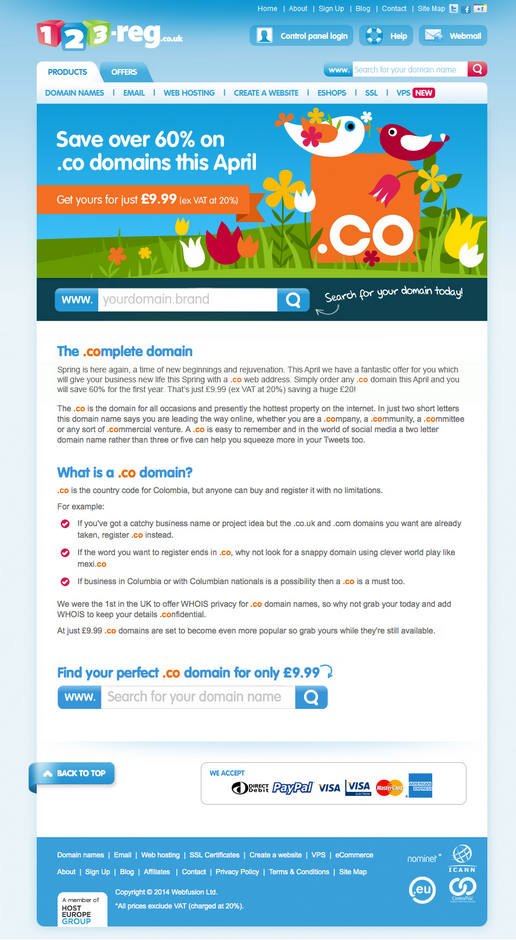 Home | About | Sign Up | Blog | Contact | Site Map
123-reg.co.uk
Control panel login
Help
Webmail
PRODUCTS
OFFERS
www. Search for your domain name
DOMAIN NAMES | EMAIL | WEB HOSTING | CREATE A WEBSITE | ESHOPS | SSL | VPS NEW
Save over 60% on
.co domains this April
Get yours for just £9.99 (ex VAT at 20%)
.co
www. yourdomain.brand
Search for your domain today!
The .complete domain
Spring is here again, a time of new beginnings and rejuvenation. This April we have a fantastic offer for you which
will give your business new life this Spring with a .co web address. Simply order any .co domain this April and you
will save 60% for the first year. That's just £9.99 (ex VAT at 20%) saving a huge £20!
The .co is the domain for all occasions and presently the hottest property on the internet. In just two short letters
this domain name says you are leading the way online, whether you are a .company, a .community, a .committee
or any sort of .commercial venture. A .co is easy to remember and in the world of social media a two letter
domain name rather than three or five can help you squeeze more in your Tweets too.
What is a .co domain?
.co is the country code for Colombia, but anyone can buy and register it with no limitations.
For example:
If you've got a catchy business name or project idea but the .co.uk and .com domains you want are already
taken, register .co instead.
If the word you want to register ends in .co, why not look for a snappy domain using clever world play like
mexi.co
If business in Columbia or with Columbian nationals is a possibility then a .co is a must too.
We were the 1st in the UK to offer WHOIS privacy for .co domain names, so why not grab your today and add
WHOIS to keep your details .confidential.
At just £9.99 .co domains are set to become even more popular so grab yours while they're still available.
Find your perfect .co domain for only £9.99
www. Search for your domain name
BACK TO TOP
WE ACCEPT
DIRECT Debit PayPal VISA VISA MasterCard AMERICAN EXPRESS
Domain names | Email | Web hosting | SSL Certificates | Create a website | VPS | eCommerce
About | Sign Up | Blog | Affiliates | Contact | Privacy Policy | Terms & Conditions | Site Map
nominet
ICANN
.eu
A member of
HOST
EUROPE
GROUP
Copyright © 2014 Webfusion Ltd.
*All prices exclude VAT (charged at 20%).